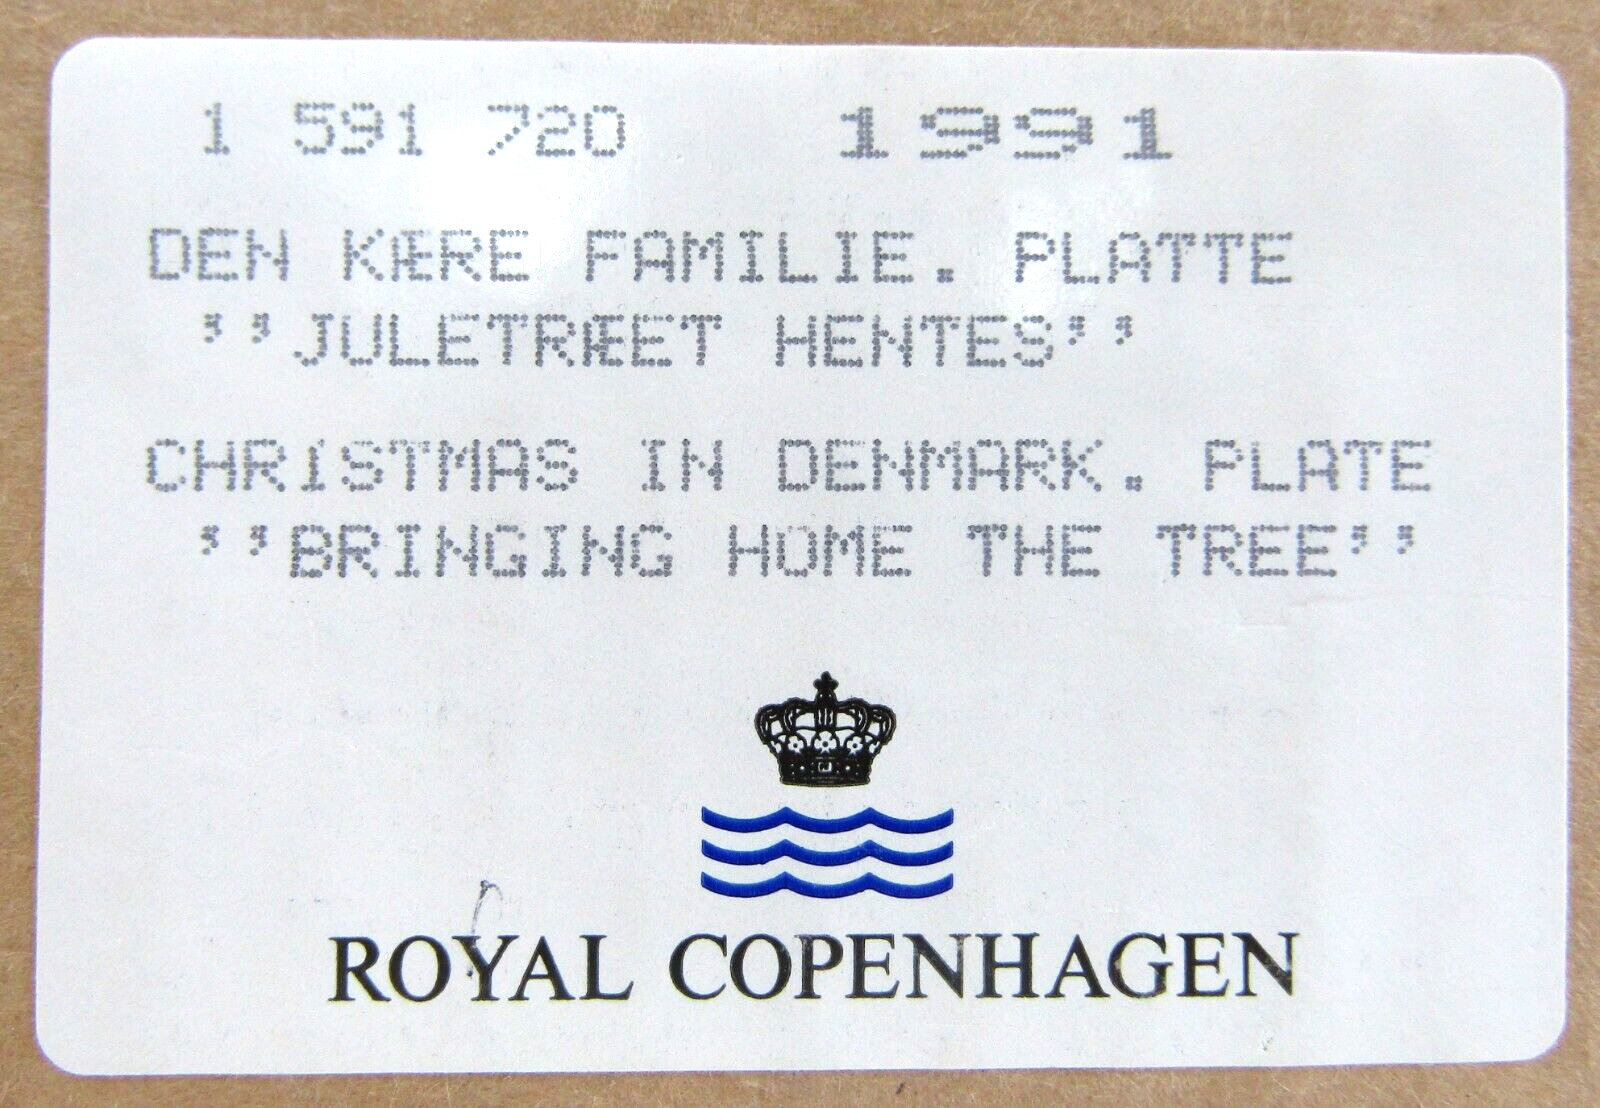 1 591 720 1991
DEN KÆRE FAMILIE. PLATTE
''JULETRÆET HENTES''
CHRISTMAS IN DENMARK. PLATE
''BRINGING HOME THE TREE''
ROYAL COPENHAGEN